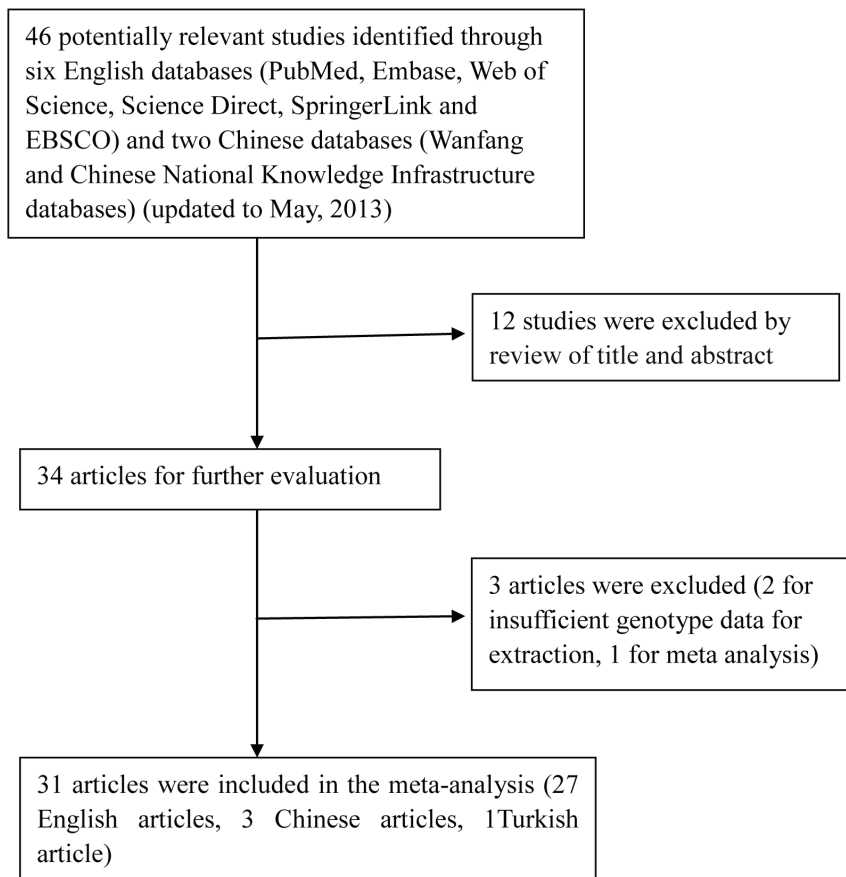 46 potentially relevant studies identified through
six English databases (PubMed, Embase, Web of
Science, Science Direct, SpringerLink and
EBSCO) and two Chinese databases (Wanfang
and Chinese National Knowledge Infrastructure
databases) (updated to May, 2013)
12 studies were excluded by
review of title and abstract
34 articles for further evaluation
3 articles were excluded (2 for
insufficient genotype data for
extraction, 1 for meta analysis)
31 articles were included in the meta-analysis (27
English articles, 3 Chinese articles, 1Turkish
article)